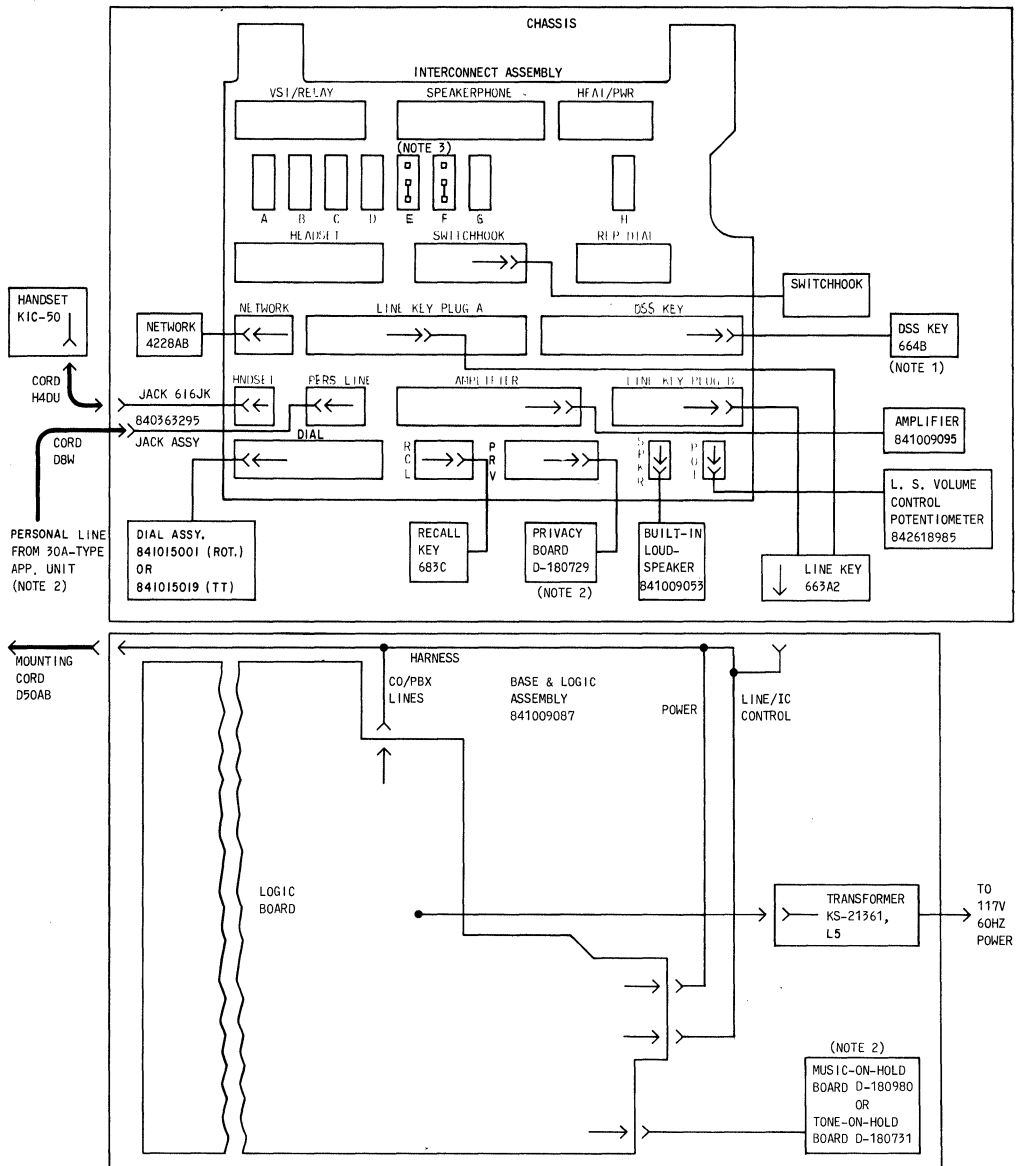 CHASSIS
INTERCONNECT ASSEMBLY
VSI/RELAY
SPEAKERPHONE
HFAI/PWR
(NOTE 3)
A
B
C
D
E
F
G
H
HEADSET
SWITCHHOOK
REP DIAL
SWITCHHOOK
HANDSET
KIC-50
NETWORK
LINE KEY PLUG A
DSS KEY
NETWORK
4228AB
DSS KEY
664B
(NOTE 1)
CORD
H4DU
JACK 616JK
HNDSET
PERS LINE
AMPLIFIER
LINE KEY PLUG B
840363295
JACK ASSY
CORD
D8W
DIAL
RCL
PRV
SPKR
POT
AMPLIFIER
841009095
L. S. VOLUME
CONTROL
POTENTIOMETER
842618985
PERSONAL LINE
FROM 30A-TYPE
APP. UNIT
(NOTE 2)
DIAL ASSY.
841015001 (ROT.)
OR
841015019 (TT)
RECALL
KEY
683C
PRIVACY
BOARD
D-180729
(NOTE 2)
BUILT-IN
LOUD-
SPEAKER
841009053
LINE KEY
663A2
MOUNTING
CORD
D50AB
HARNESS
CO/PBX
LINES
BASE & LOGIC
ASSEMBLY
841009087
POWER
LINE/IC
CONTROL
LOGIC
BOARD
TRANSFORMER
KS-21361,
L5
TO
117V
60HZ
POWER
(NOTE 2)
MUSIC-ON-HOLD
BOARD D-180980
OR
TONE-ON-HOLD
BOARD D-180731